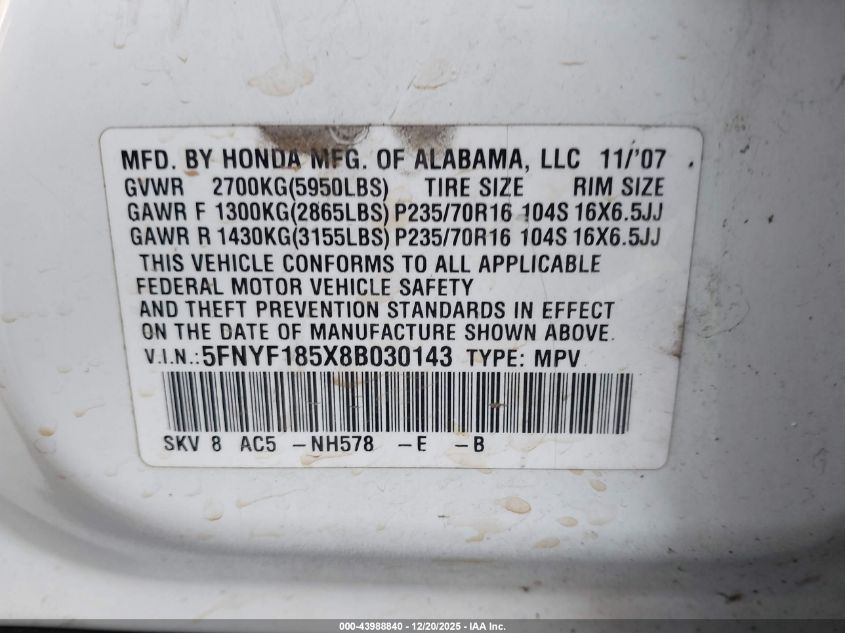 MFD. BY HONDA MFG. OF ALABAMA, LLC 11/'07
GVWR 2700KG(5950LBS) TIRE SIZE RIM SIZE
GAWR F 1300KG(2865LBS) P235/70R16 104S 16X6.5JJ
GAWR R 1430KG(3155LBS) P235/70R16 104S 16X6.5JJ
THIS VEHICLE CONFORMS TO ALL APPLICABLE
FEDERAL MOTOR VEHICLE SAFETY
AND THEFT PREVENTION STANDARDS IN EFFECT
ON THE DATE OF MANUFACTURE SHOWN ABOVE.
V.I.N.: 5FNYF185X8B030143 TYPE: MPV
SKV 8 AC5 -NH578 -E -B
000-43988840 - 12/20/2025 - IAA Inc.